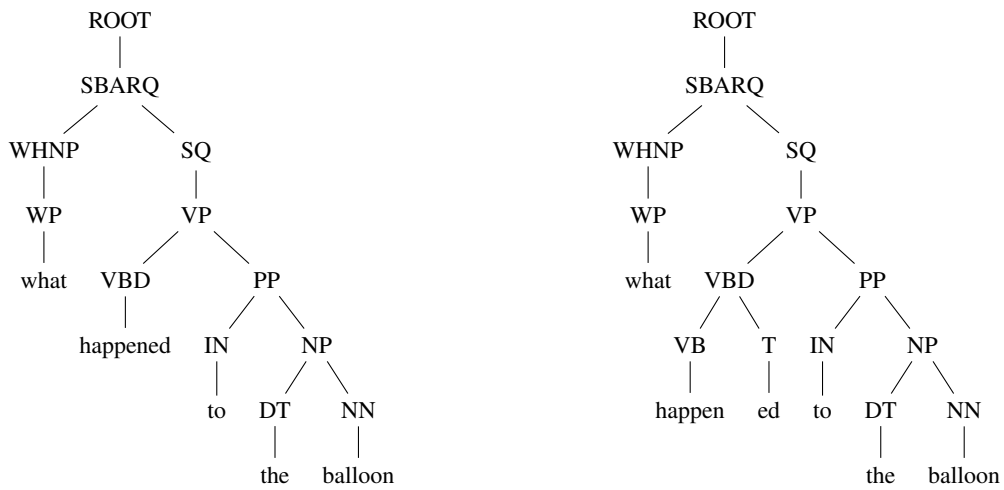 ROOT ROOT
SBARQ SBARQ
WHNP SQ WHNP SQ
WP VP WP VP
what VBD PP what VBD PP
happened IN NP VB T IN NP
to DT NN happen ed to DT NN
the balloon the balloon